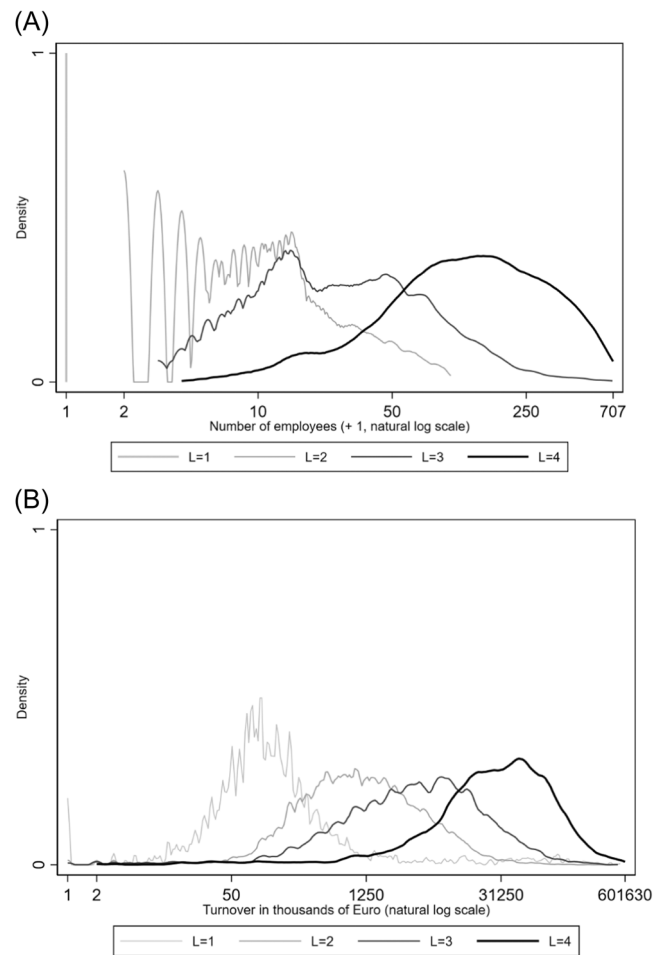 (A)
1
Density
0
1 2 10 50 250 707
Number of employees (+ 1, natural log scale)
L=1 L=2 L=3 L=4
(B)
1
Density
0
1 2 50 1250 31250 601630
Turnover in thousands of Euro (natural log scale)
L=1 L=2 L=3 L=4